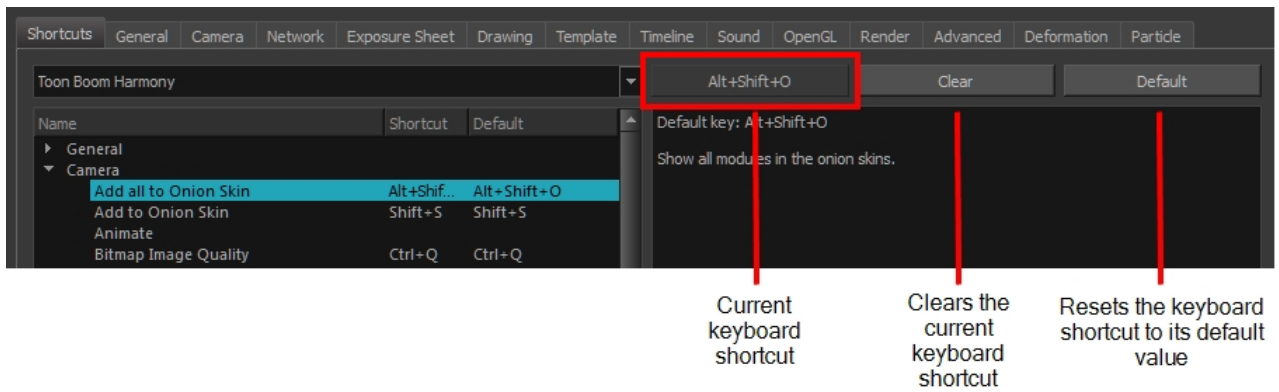 Shortcuts General Camera Network Exposure Sheet Drawing Template Timeline Sound OpenGL Render Advanced Deformation Particle
Toon Boom Harmony Alt+Shift+O Clear Default
Name Shortcut Default
Default key: Alt+Shift+O
General
Show all modules in the onion skins.
Camera
Add all to Onion Skin Alt+Shif... Alt+Shift+O
Add to Onion Skin Shift+S Shift+S
Animate
Bitmap Image Quality Ctrl+Q Ctrl+Q
Current
keyboard
shortcut
Clears the
current
keyboard
shortcut
Resets the keyboard
shortcut to its default
value